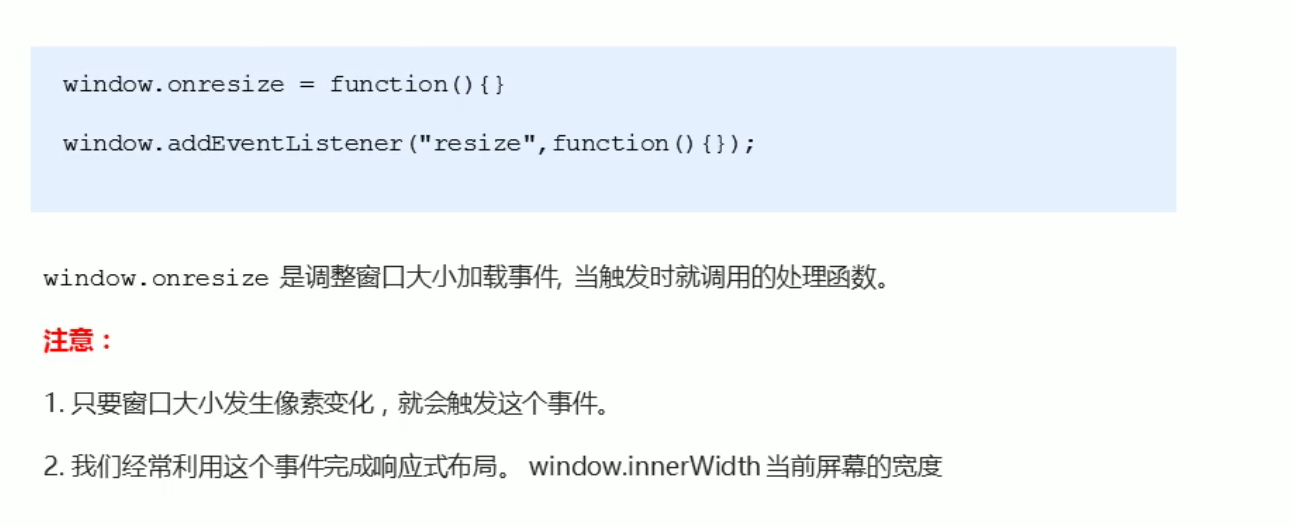 window.onresize = function(){}
window.addEventListener("resize",function(){});
window.onresize 是调整窗口大小加载事件, 当触发时就调用的处理函数。
注意：
1. 只要窗口大小发生像素变化，就会触发这个事件。
2. 我们经常利用这个事件完成响应式布局。 window.innerWidth 当前屏幕的宽度